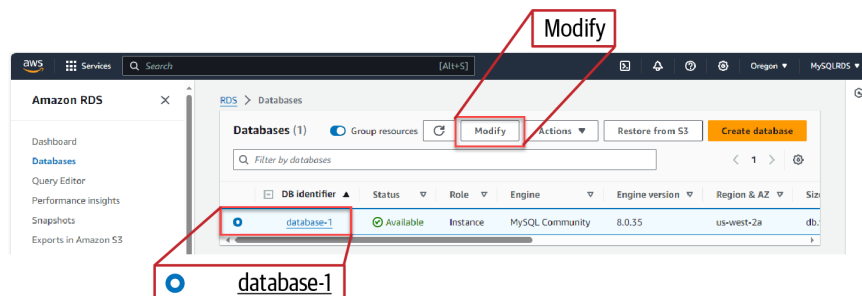 Modify
aws Services Search [Alt+S] Oregon MySQLRDS
Amazon RDS
RDS > Databases
Databases (1) Group resources Modify Actions Restore from S3 Create database
Filter by databases
1
Dashboard
Databases
Query Editor
Performance insights
Snapshots
Exports in Amazon S3
DB identifier Status Role Engine Engine version Region & AZ Siz
database-1 Available Instance MySQL Community 8.0.35 us-west-2a db.
database-1